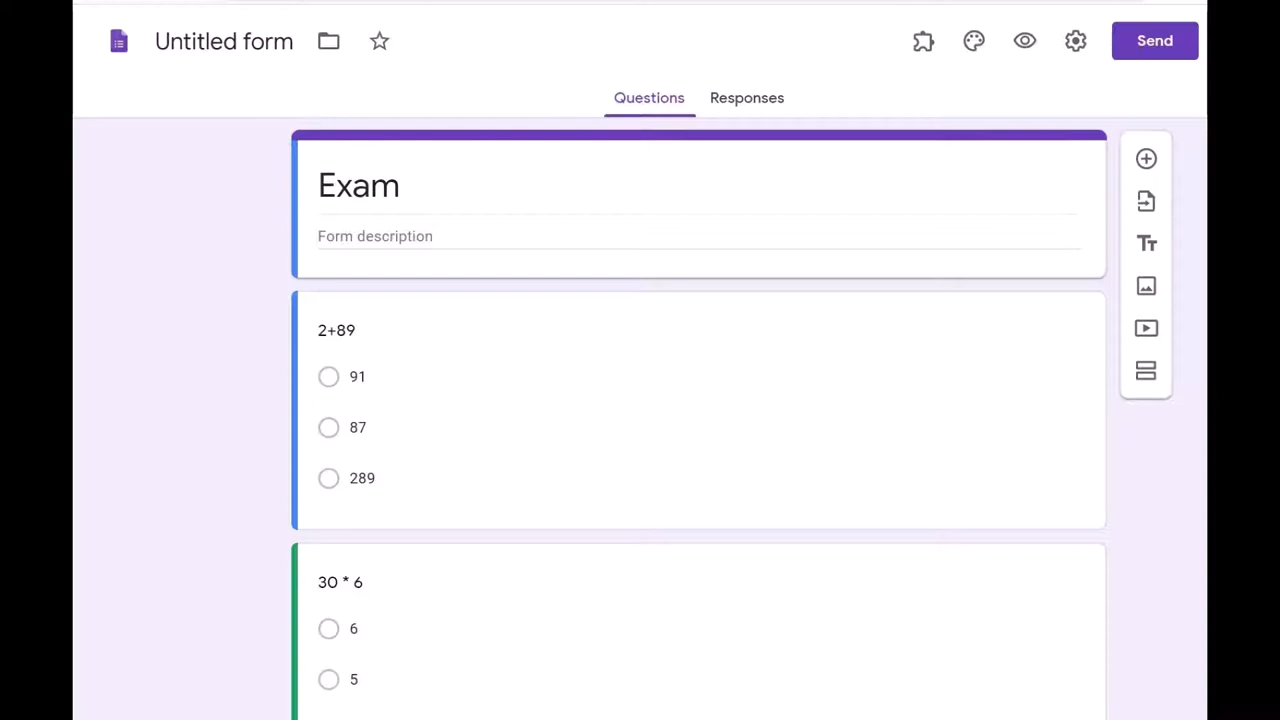 Untitled form
Send
Questions Responses
Exam
Form description
2+89
91
87
289
30 * 6
6
5